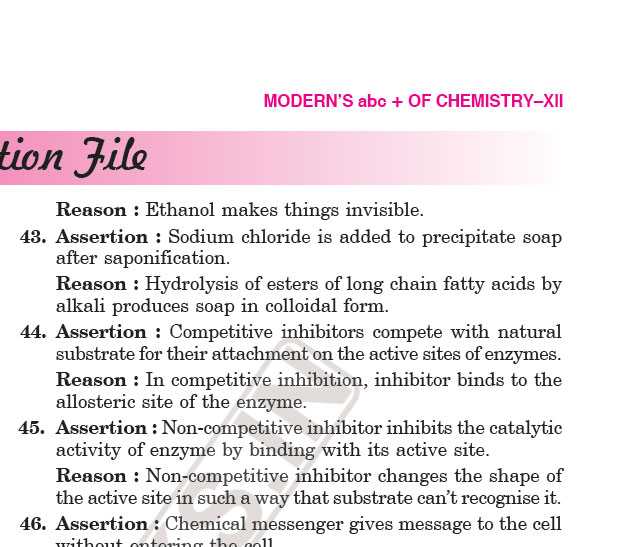 MODERN'S abc + OF CHEMISTRY–XII
tion File
Reason : Ethanol makes things invisible.
43. Assertion : Sodium chloride is added to precipitate soap
after saponification.
Reason : Hydrolysis of esters of long chain fatty acids by
alkali produces soap in colloidal form.
44. Assertion : Competitive inhibitors compete with natural
substrate for their attachment on the active sites of enzymes.
Reason : In competitive inhibition, inhibitor binds to the
allosteric site of the enzyme.
45. Assertion : Non-competitive inhibitor inhibits the catalytic
activity of enzyme by binding with its active site.
Reason : Non-competitive inhibitor changes the shape of
the active site in such a way that substrate can't recognise it.
46. Assertion : Chemical messenger gives message to the cell
without entering the cell.
S.IN